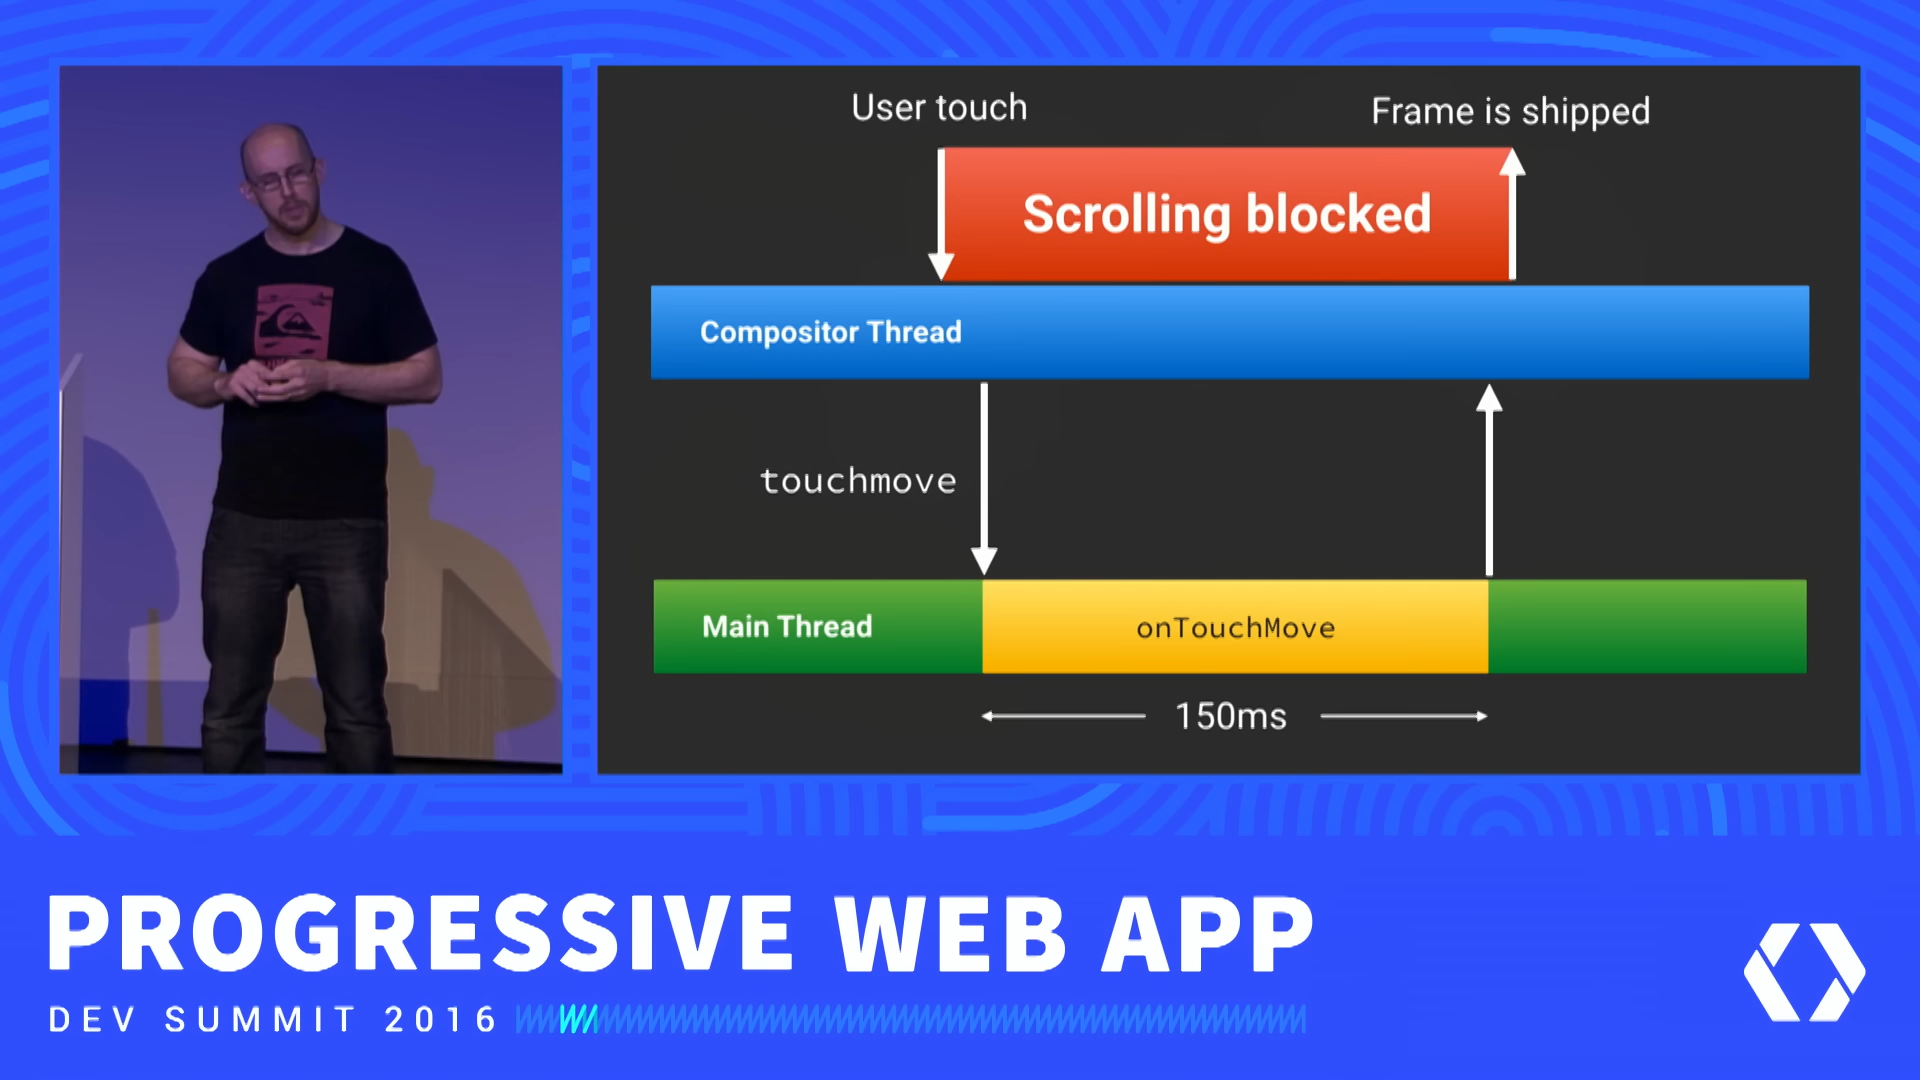 User touch
Frame is shipped
Scrolling blocked
Compositor Thread
touchmove
Main Thread
onTouchMove
150ms
PROGRESSIVE WEB APP
DEV SUMMIT 2016